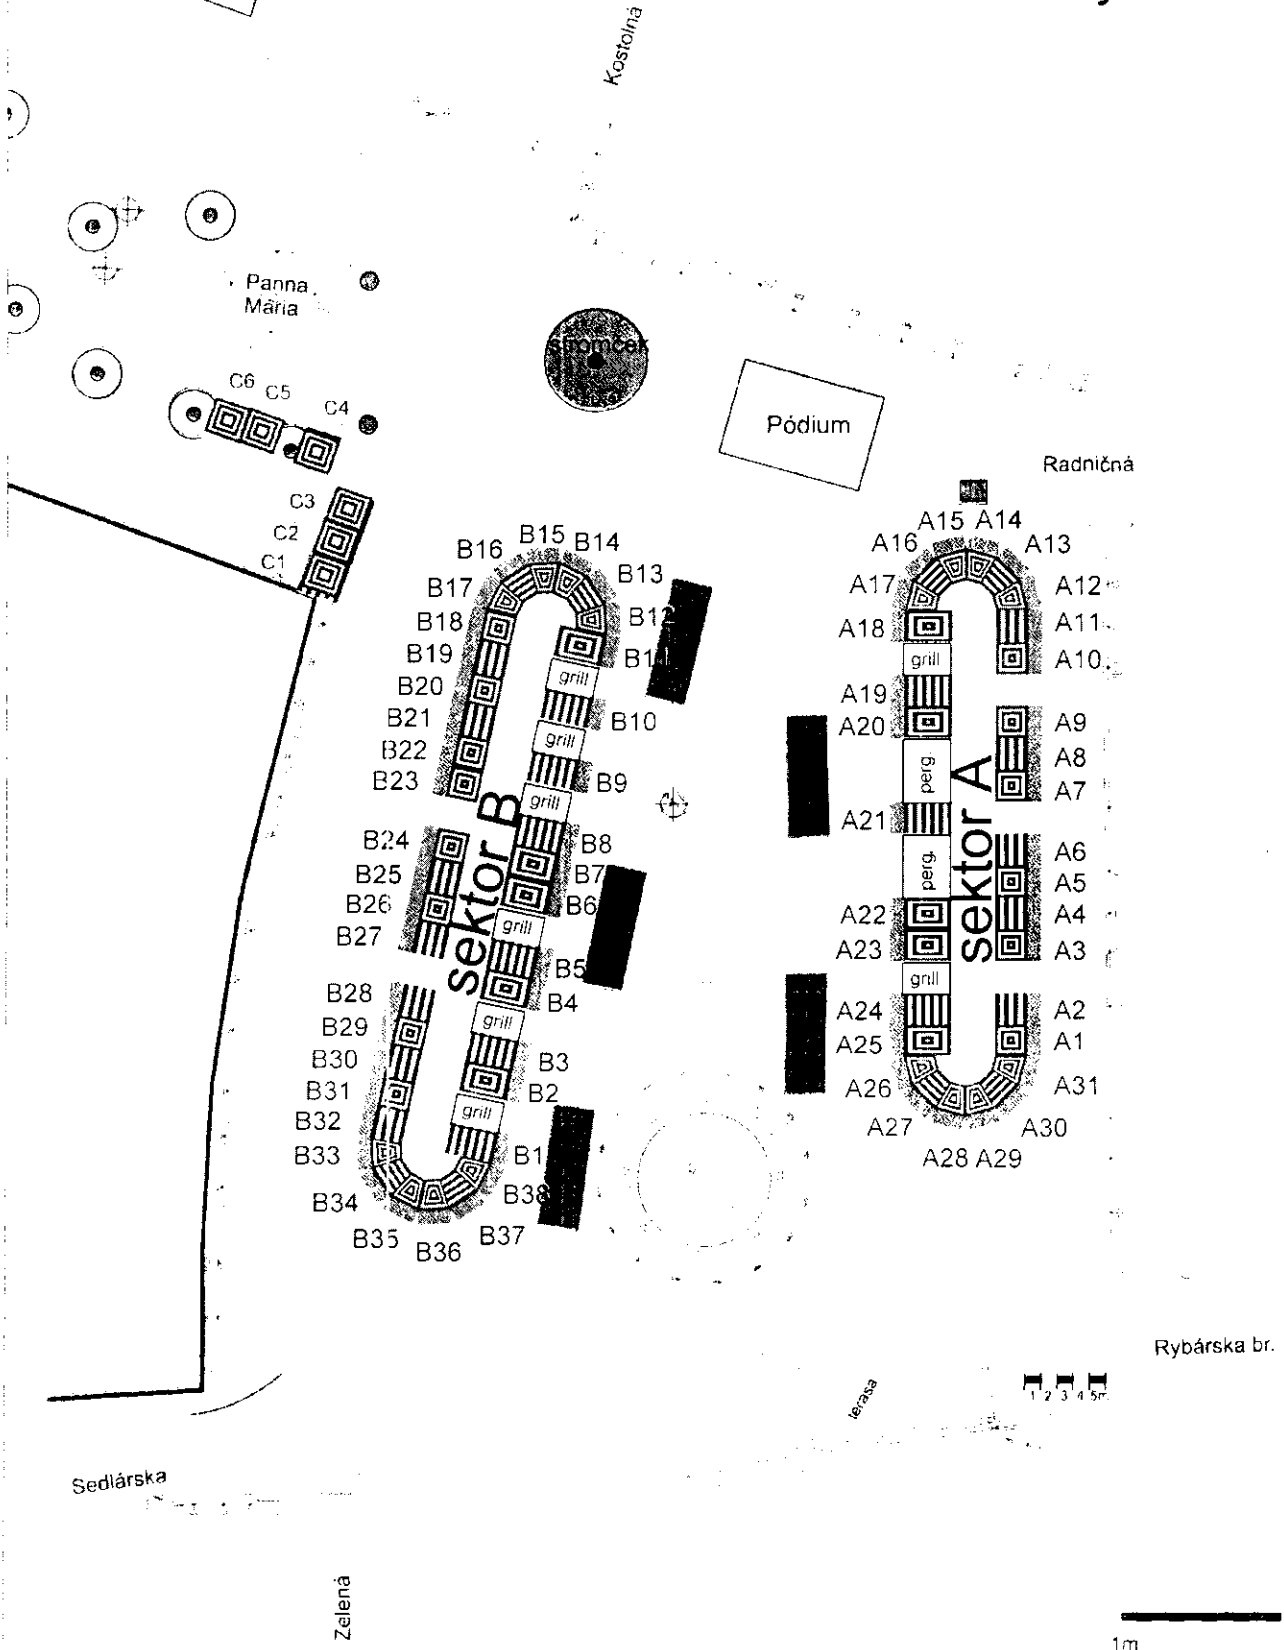 Kostolná
Panna
Mária
stromček
C6
C5
C4
Pódium
Radničná
C3
C2
C1
A15 A14
A16
A13
B15
B14
B16
B13
B17
A17
A12
B18
B12
A18
A11
B19
B11
grill
grill
A10
B20
A19
B21
B10
A20
A9
B22
grill
A8
B23
B9
perg.
A7
grill
sektor A
sektor B
A21
B24
B8
A6
B25
B7
perg.
A5
B26
B6
A22
A4
B27
grill
A23
A3
B5
grill
B28
B4
A24
A2
B29
grill
A25
A1
B30
B3
B31
B2
A26
A31
B32
grill
A27
A30
B33
B1
A28 A29
B34
B38
B35
B36
B37
Rybárska br.
terasa
1 2 3 4 5m
Sedlárska
Zelená
1m